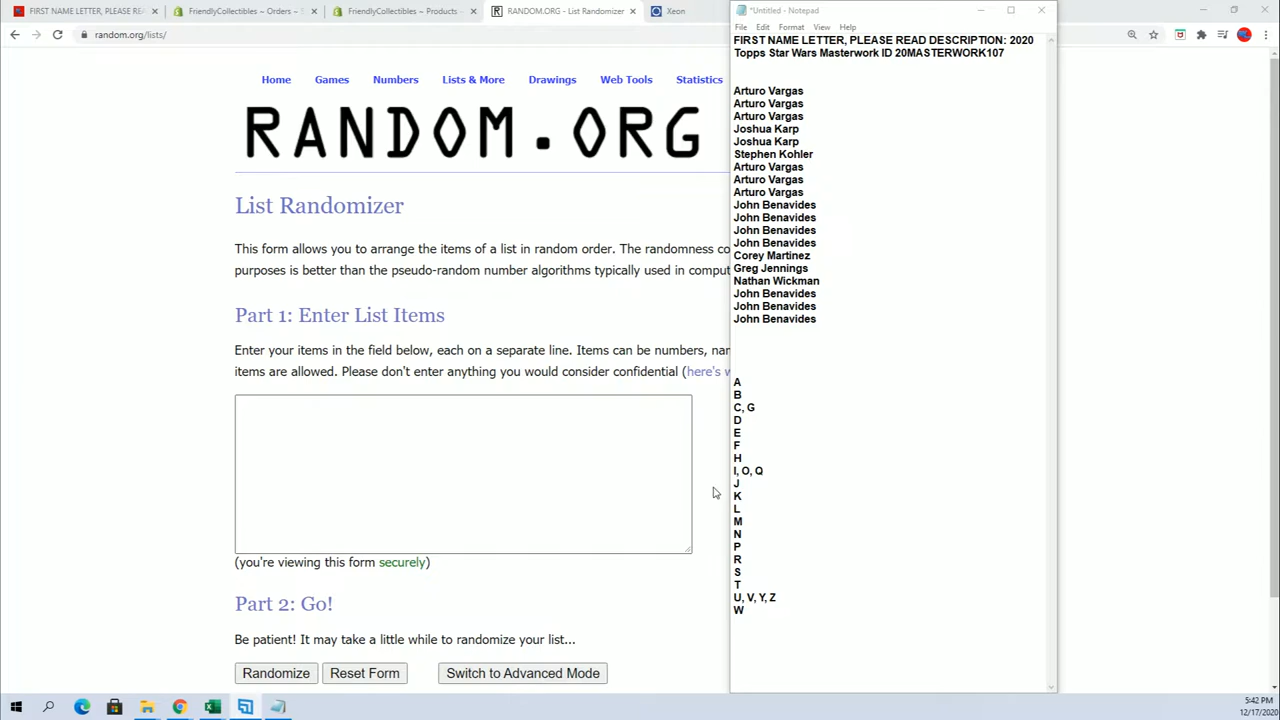 FIRST NAME LETTER, PLEASE REA
FriendlyCollectibles ~ Orders ~ S
FriendlyCollectibles ~ Products
RANDOM.ORG - List Randomizer
Xeon
random.org/lists/
Home Games Numbers Lists & More Drawings Web Tools Statistics
RANDOM.ORG
List Randomizer
This form allows you to arrange the items of a list in random order. The randomness co
purposes is better than the pseudo-random number algorithms typically used in comput
Part 1: Enter List Items
Enter your items in the field below, each on a separate line. Items can be numbers, nar
items are allowed. Please don't enter anything you would consider confidential (here's w
(you're viewing this form securely)
Part 2: Go!
Be patient! It may take a little while to randomize your list...
Randomize Reset Form Switch to Advanced Mode
*Untitled - Notepad
File Edit Format View Help
FIRST NAME LETTER, PLEASE READ DESCRIPTION: 2020
Topps Star Wars Masterwork ID 20MASTERWORK107
Arturo Vargas
Arturo Vargas
Arturo Vargas
Joshua Karp
Joshua Karp
Stephen Kohler
Arturo Vargas
Arturo Vargas
Arturo Vargas
John Benavides
John Benavides
John Benavides
John Benavides
Corey Martinez
Greg Jennings
Nathan Wickman
John Benavides
John Benavides
John Benavides
A
B
C, G
D
E
F
H
I, O, Q
J
K
L
M
N
P
R
S
T
U, V, Y, Z
W
5:42 PM
12/17/2020